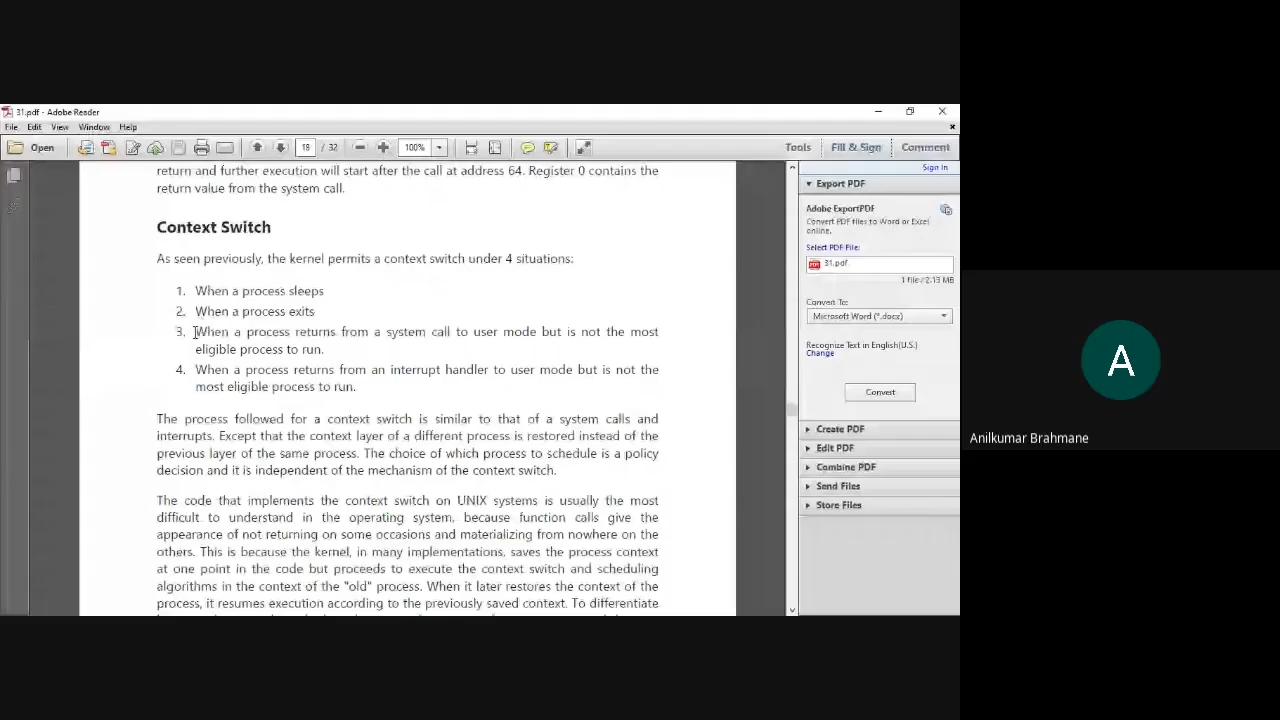 31.pdf - Adobe Reader
File Edit View Window Help
Open 19 / 32 100% Tools Fill & Sign Comment
Sign In
return and further execution will start after the call at address 64. Register 0 contains the
return value from the system call.
Context Switch
As seen previously, the kernel permits a context switch under 4 situations:
1. When a process sleeps
2. When a process exits
3. When a process returns from a system call to user mode but is not the most
eligible process to run.
4. When a process returns from an interrupt handler to user mode but is not the
most eligible process to run.
The process followed for a context switch is similar to that of a system calls and
interrupts. Except that the context layer of a different process is restored instead of the
previous layer of the same process. The choice of which process to schedule is a policy
decision and it is independent of the mechanism of the context switch.
The code that implements the context switch on UNIX systems is usually the most
difficult to understand in the operating system, because function calls give the
appearance of not returning on some occasions and materializing from nowhere on the
others. This is because the kernel, in many implementations, saves the process context
at one point in the code but proceeds to execute the context switch and scheduling
algorithms in the context of the "old" process. When it later restores the context of the
process, it resumes execution according to the previously saved context. To differentiate
Export PDF
Adobe ExportPDF
Convert PDF files to Word or Excel
online.
Select PDF File:
31.pdf
1 file / 2.13 MB
Convert To:
Microsoft Word (*.docx)
Recognize Text in English(U.S.)
Change
Convert
Create PDF
Edit PDF
Combine PDF
Send Files
Store Files
A
Anilkumar Brahmane